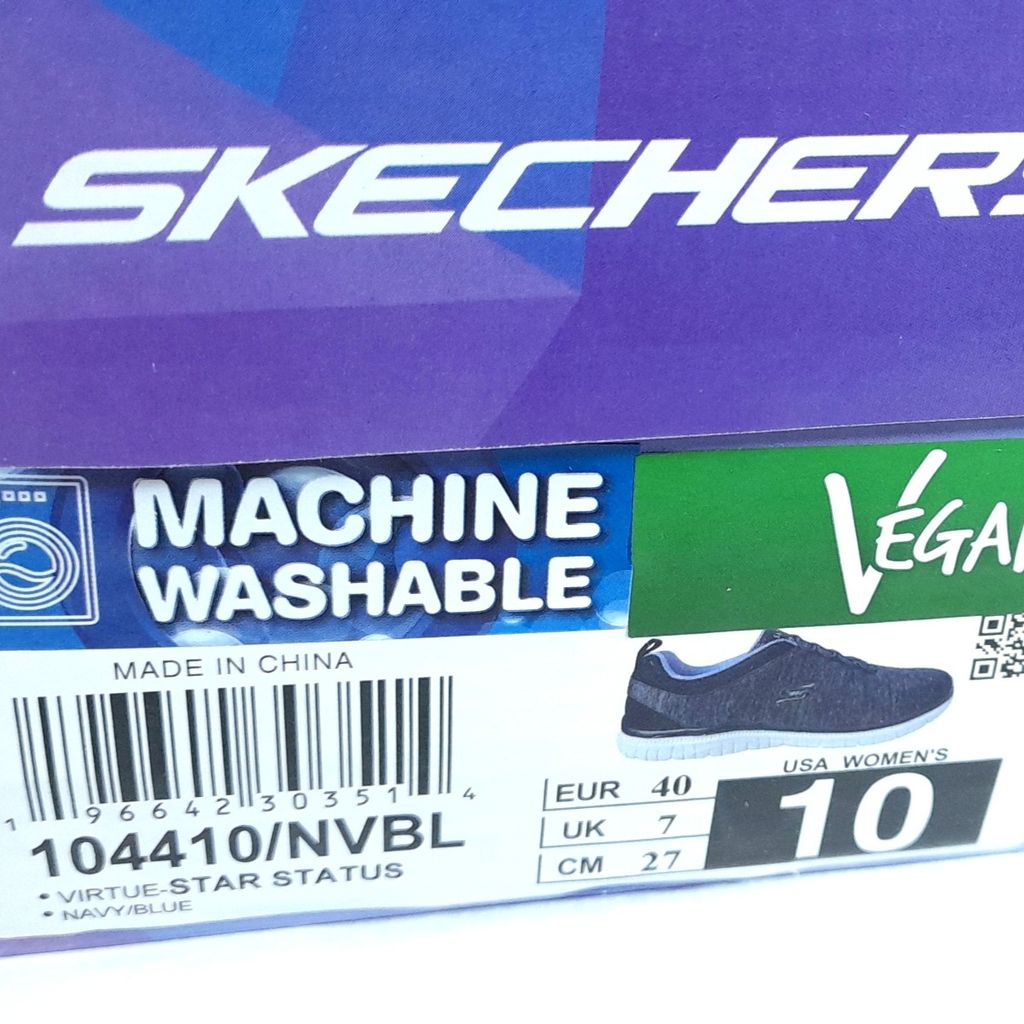 SKECHERS
MACHINE
WASHABLE
VÉGAN
MADE IN CHINA
1 96642 30351 4
104410/NVBL
• VIRTUE-STAR STATUS
• NAVY/BLUE
USA WOMEN'S
10
EUR 40
UK 7
CM 27